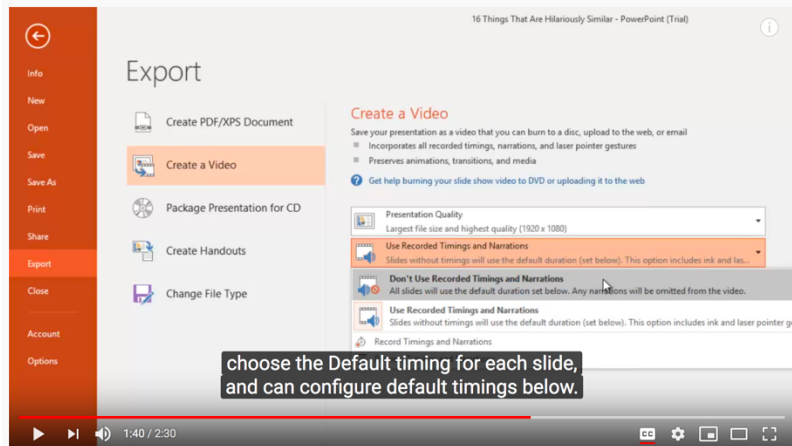 16 Things That Are Hilariously Similar - PowerPoint (Trial)
Info
New
Open
Save
Save As
Print
Share
Export
Close
Account
Options
Export
Create PDF/XPS Document
Create a Video
Package Presentation for CD
Create Handouts
Change File Type
Create a Video
Save your presentation as a video that you can burn to a disc, upload to the web, or email
Incorporates all recorded timings, narrations, and laser pointer gestures
Preserves animations, transitions, and media
Get help burning your slide show video to DVD or uploading it to the web
Presentation Quality
Largest file size and highest quality (1920 x 1080)
Use Recorded Timings and Narrations
Slides without timings will use the default duration (set below). This option includes ink and las...
Don't Use Recorded Timings and Narrations
All slides will use the default duration set below. Any narrations will be omitted from the video.
Use Recorded Timings and Narrations
Slides without timings will use the default duration (set below). This option includes ink and laser pointer g
Record Timings and Narrations
choose the Default timing for each slide,
and can configure default timings below.
1:40 / 2:30
CC